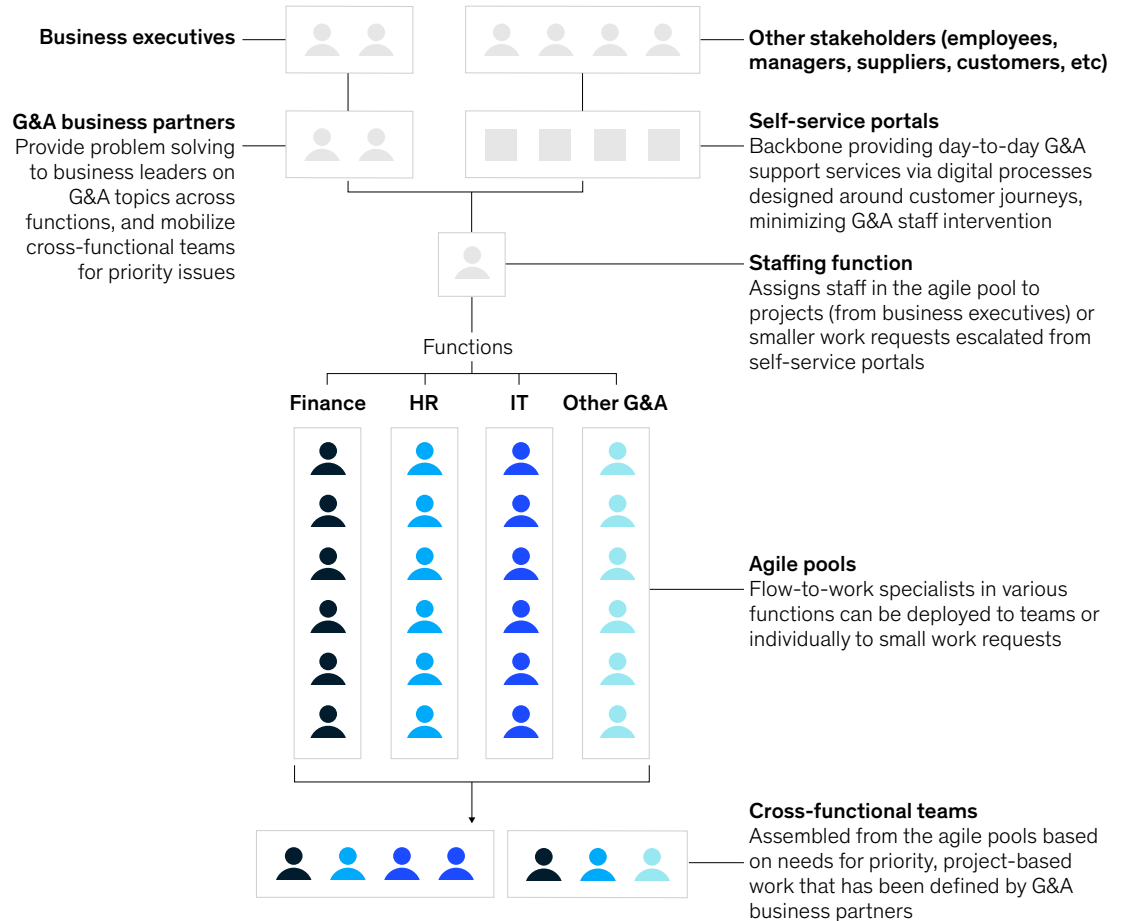 Business executives
Other stakeholders (employees,
managers, suppliers, customers, etc)
G&A business partners
Provide problem solving
to business leaders on
G&A topics across
functions, and mobilize
cross-functional teams
for priority issues
Self-service portals
Backbone providing day-to-day G&A
support services via digital processes
designed around customer journeys,
minimizing G&A staff intervention
Staffing function
Assigns staff in the agile pool to
projects (from business executives) or
smaller work requests escalated from
self-service portals
Functions
Finance
HR
IT
Other G&A
Agile pools
Flow-to-work specialists in various
functions can be deployed to teams or
individually to small work requests
Cross-functional teams
Assembled from the agile pools based
on needs for priority, project-based
work that has been defined by G&A
business partners